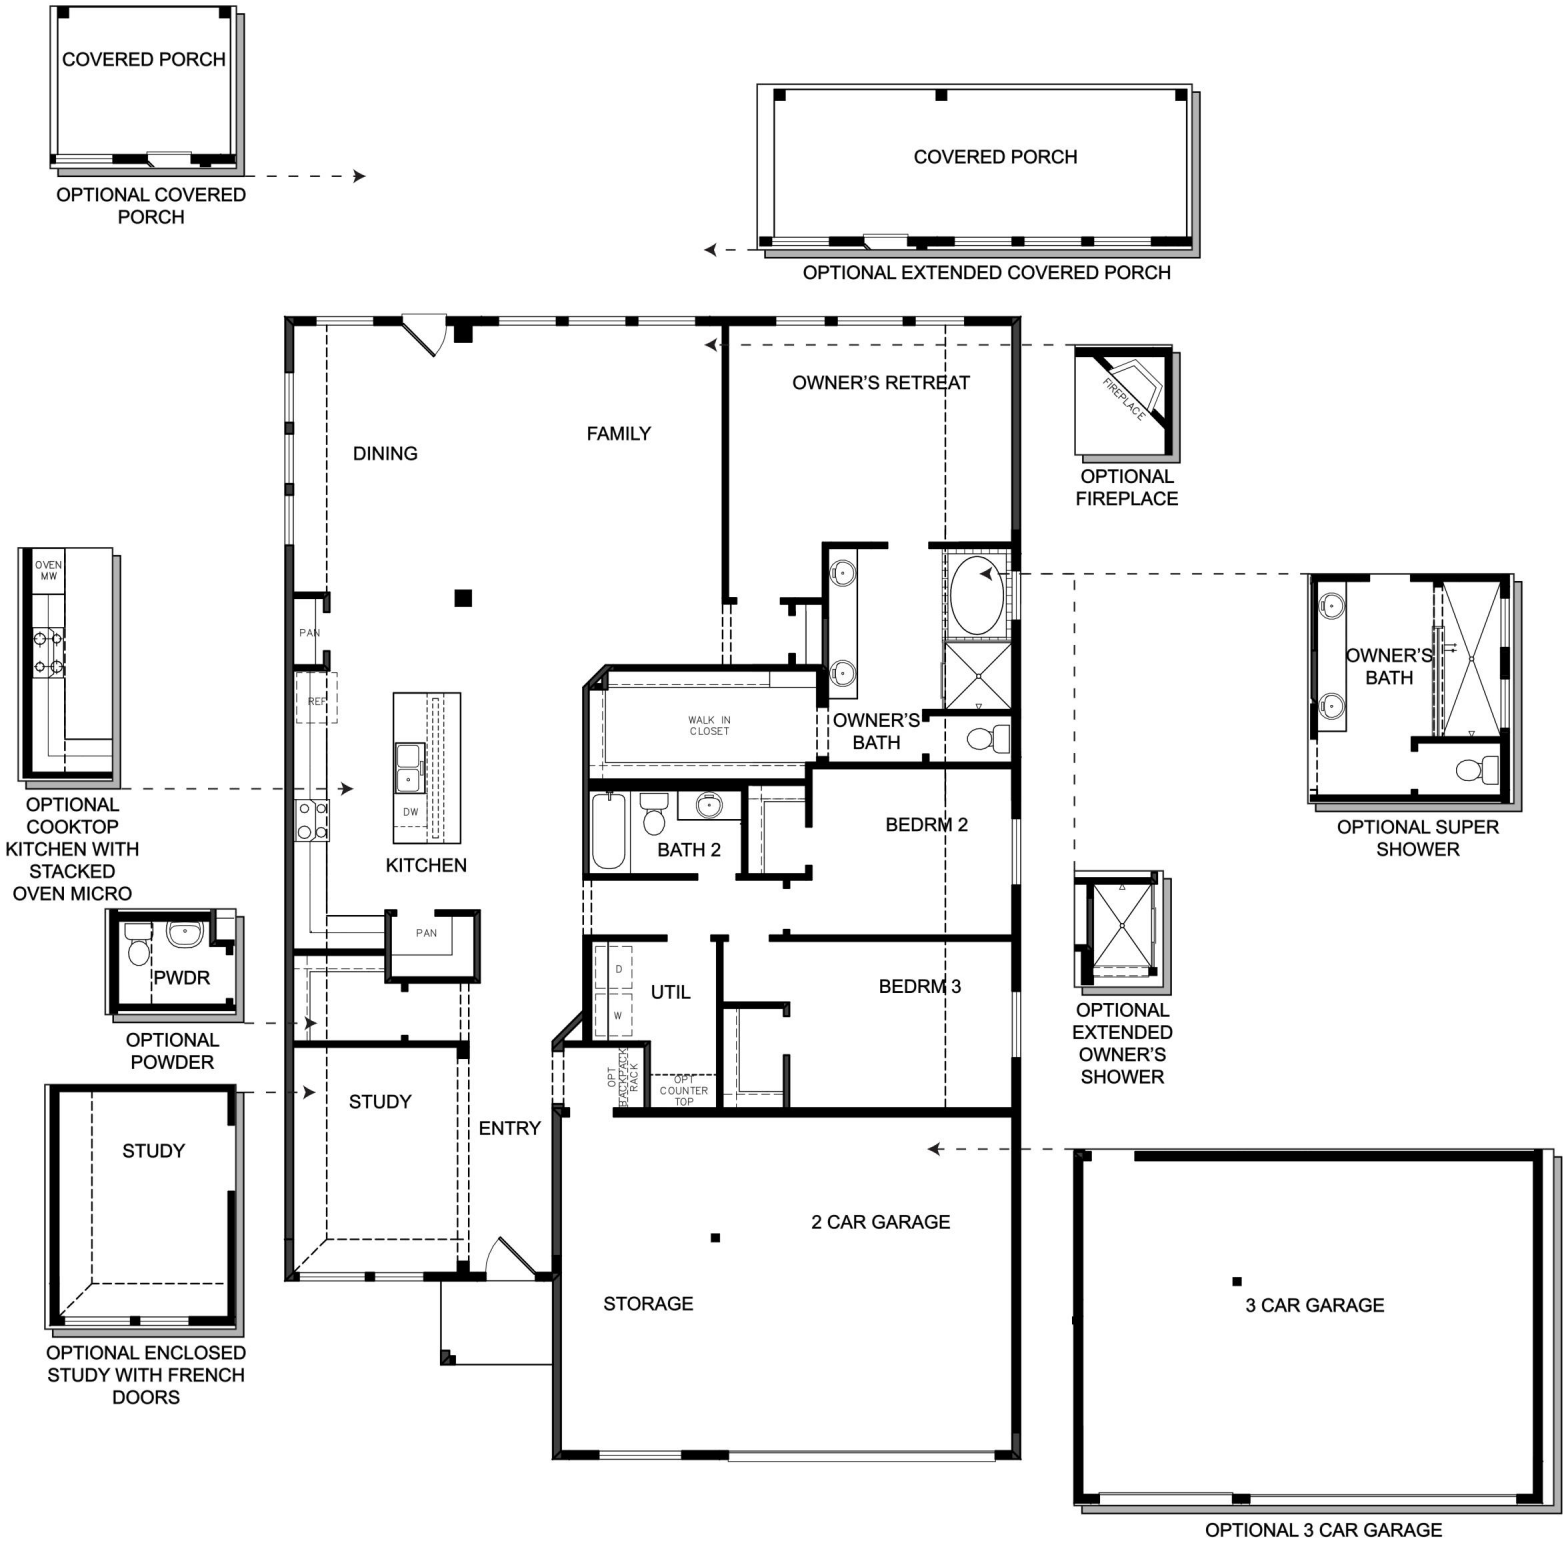 COVERED PORCH
OPTIONAL COVERED
PORCH
COVERED PORCH
OPTIONAL EXTENDED COVERED PORCH
OWNER'S RETREAT
FAMILY
DINING
FIREPLACE
OPTIONAL
FIREPLACE
OVEN
MW
OPTIONAL
COOKTOP
KITCHEN WITH
STACKED
OVEN MICRO
PAN
REF
WALK IN
CLOSET
OWNER'S
BATH
DW
KITCHEN
BATH 2
BEDRM 2
OWNER'S
BATH
OPTIONAL SUPER
SHOWER
PWDR
OPTIONAL
POWDER
PAN
D
W
UTIL
BEDRM 3
OPTIONAL
EXTENDED
OWNER'S
SHOWER
OPT
BACKPACK
RACK
OPT
COUNTER
TOP
STUDY
ENTRY
STUDY
OPTIONAL ENCLOSED
STUDY WITH FRENCH
DOORS
2 CAR GARAGE
STORAGE
3 CAR GARAGE
OPTIONAL 3 CAR GARAGE